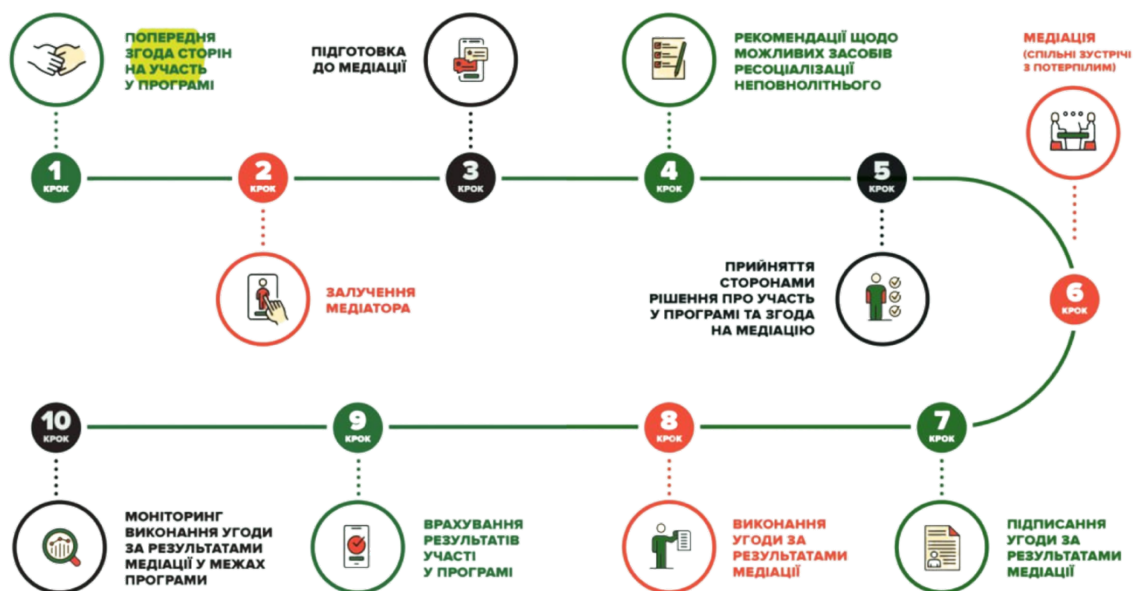 ПОПЕРЕДНЯ
ЗГОДА СТОРІН
НА УЧАСТЬ
У ПРОГРАМІ
1
КРОК
2
КРОК
ЗАЛУЧЕННЯ
МЕДІАТОРА
ПІДГОТОВКА
ДО МЕДІАЦІЇ
3
КРОК
РЕКОМЕНДАЦІЇ ЩОДО
МОЖЛИВИХ ЗАСОБІВ
РЕСОЦІАЛІЗАЦІЇ
НЕПОВНОЛІТНЬОГО
4
КРОК
5
КРОК
ПРИЙНЯТТЯ
СТОРОНАМИ
РІШЕННЯ ПРО УЧАСТЬ
У ПРОГРАМІ ТА ЗГОДА
НА МЕДІАЦІЮ
МЕДІАЦІЯ
(СПІЛЬНІ ЗУСТРІЧІ
З ПОТЕРПІЛИМ)
6
КРОК
7
КРОК
ПІДПИСАННЯ
УГОДИ ЗА
РЕЗУЛЬТАТАМИ
МЕДІАЦІЇ
8
КРОК
ВИКОНАННЯ
УГОДИ ЗА
РЕЗУЛЬТАТАМИ
МЕДІАЦІЇ
9
КРОК
ВРАХУВАННЯ
РЕЗУЛЬТАТІВ
УЧАСТІ
У ПРОГРАМІ
10
КРОК
МОНІТОРИНГ
ВИКОНАННЯ УГОДИ
ЗА РЕЗУЛЬТАТАМИ
МЕДІАЦІЇ У МЕЖАХ
ПРОГРАМИ